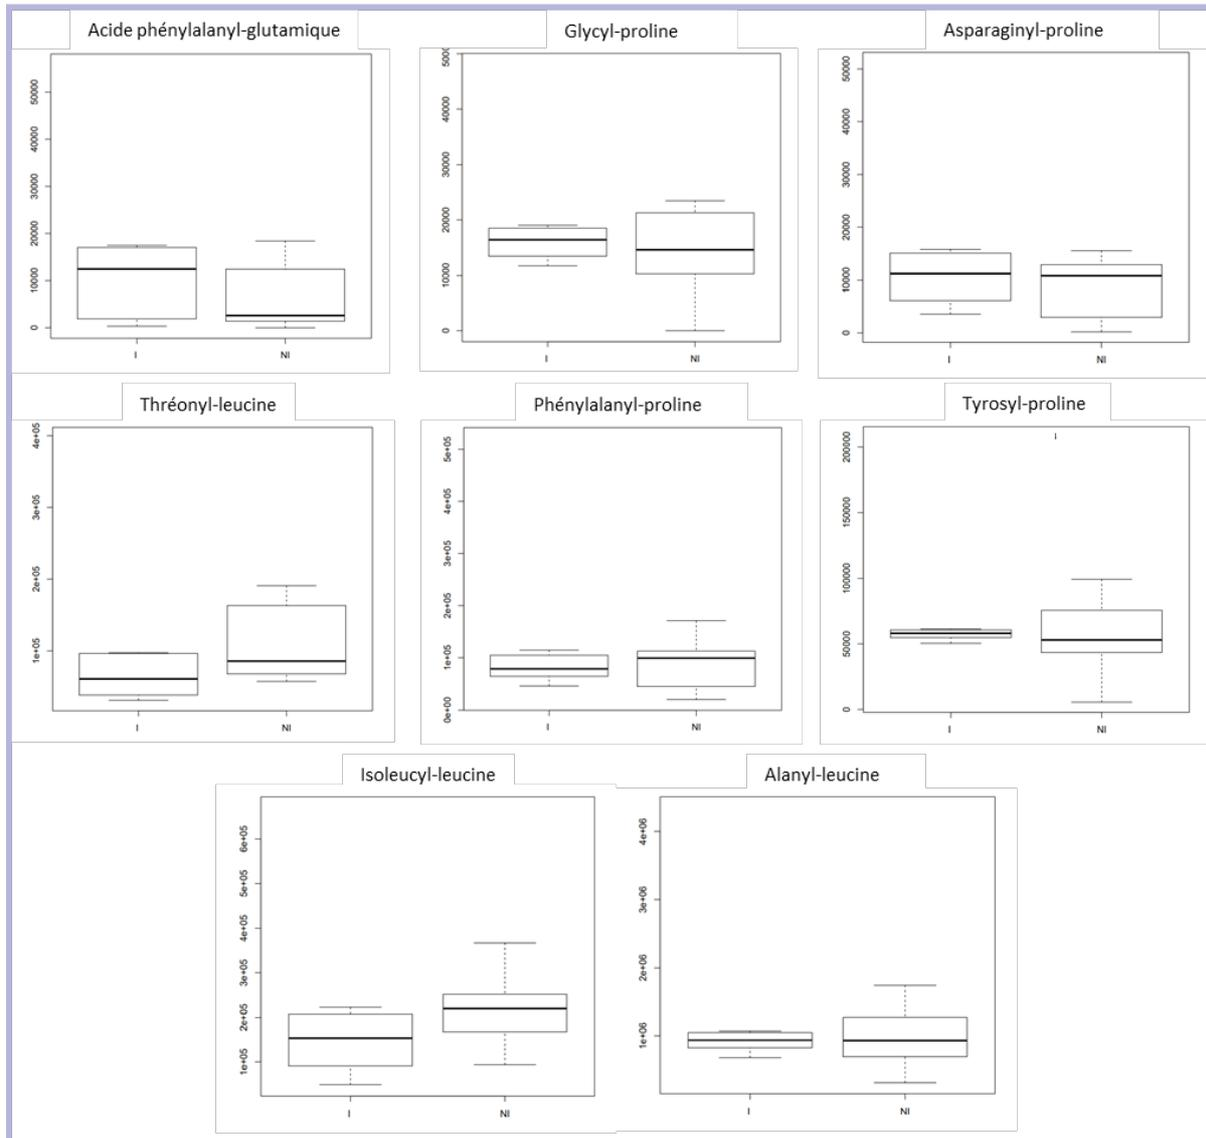 Acide phénylalanyl-glutamique
Glycyl-proline
Asparaginyl-proline
50000
40000
30000
20000
10000
0
I
NI
5000
40000
30000
20000
10000
0
I
NI
50000
40000
30000
20000
10000
0
I
NI
Thréonyl-leucine
Phénylalanyl-proline
Tyrosyl-proline
4e+05
3e+05
2e+05
1e+05
I
NI
5e+05
4e+05
3e+05
2e+05
1e+05
0e+00
I
NI
200000
150000
100000
50000
0
I
NI
Isoleucyl-leucine
Alanyl-leucine
6e+05
5e+05
4e+05
3e+05
2e+05
1e+05
I
NI
4e+06
3e+06
2e+06
1e+06
I
NI